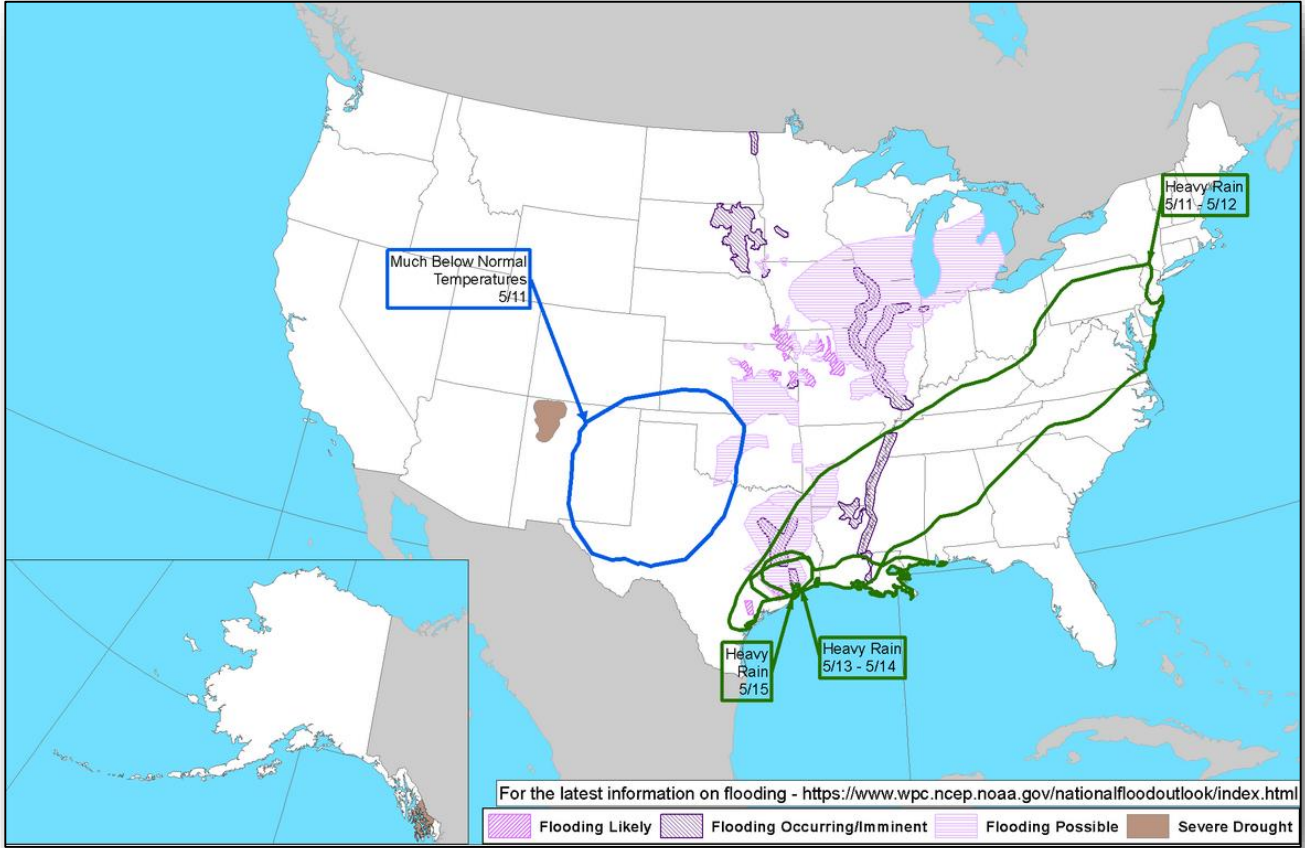 Heavy Rain
5/11 - 5/12
Much Below Normal
Temperatures
5/11
Heavy
Rain
5/15
Heavy Rain
5/13 - 5/14
For the latest information on flooding - https://www.wpc.ncep.noaa.gov/nationalfloodoutlook/index.html
Flooding Likely
Flooding Occurring/Imminent
Flooding Possible
Severe Drought